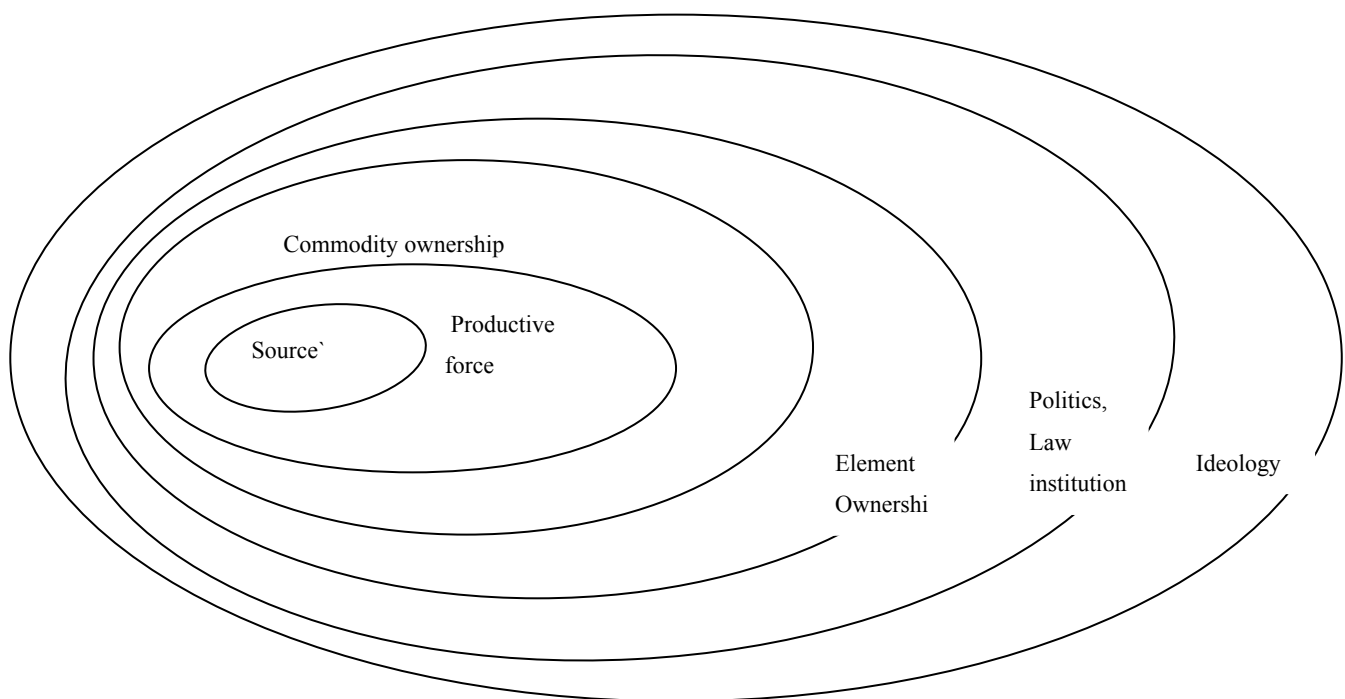 Commodity ownership
Productive
force
Source`
Politics,
Law
institution
Element
Ownershi
Ideology